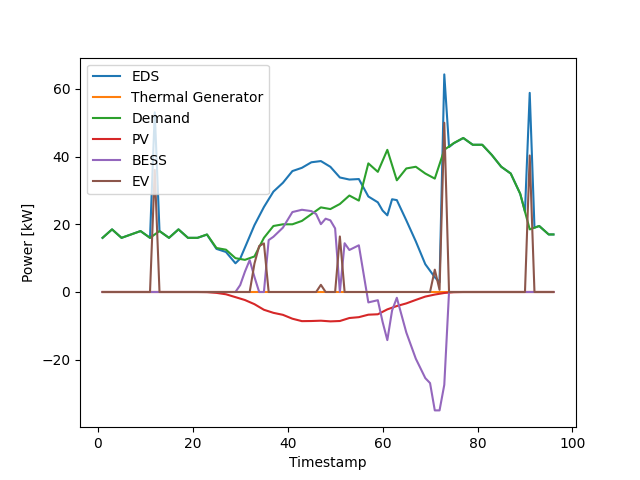 EDS
Thermal Generator
Demand
PV
BESS
EV
Power [kW]
60
40
20
0
−20
0
20
40
60
80
100
Timestamp